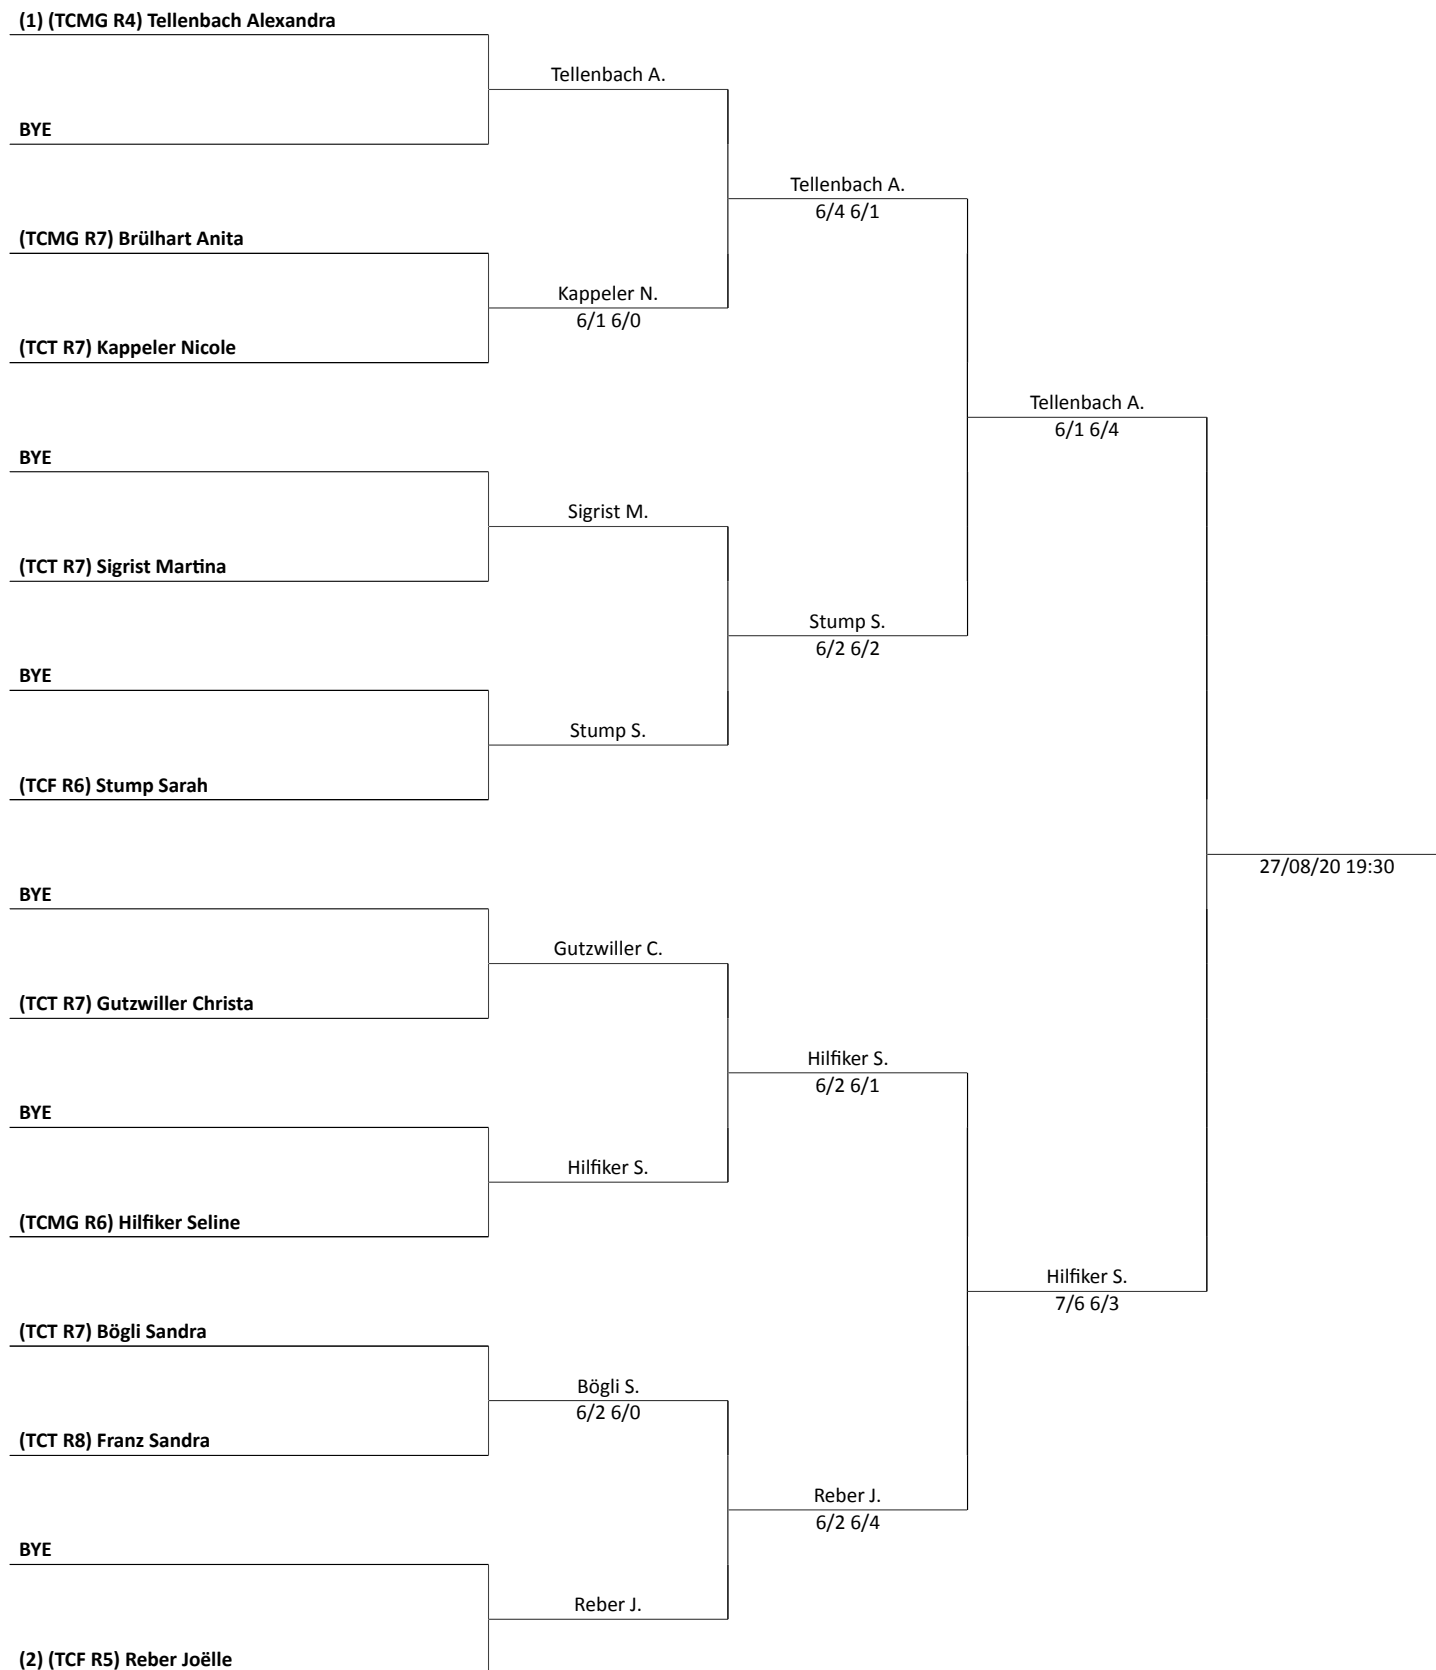 (1) (TCMG R4) Tellenbach Alexandra
Tellenbach A.
BYE
Tellenbach A.
6/4 6/1
(TCMG R7) Brülhart Anita
Kappeler N.
6/1 6/0
(TCT R7) Kappeler Nicole
Tellenbach A.
6/1 6/4
BYE
Sigrist M.
(TCT R7) Sigrist Martina
Stump S.
6/2 6/2
BYE
Stump S.
(TCF R6) Stump Sarah
27/08/20 19:30
BYE
Gutzwiller C.
(TCT R7) Gutzwiller Christa
Hilfiker S.
6/2 6/1
BYE
Hilfiker S.
(TCMG R6) Hilfiker Seline
Hilfiker S.
7/6 6/3
(TCT R7) Bögli Sandra
Bögli S.
6/2 6/0
(TCT R8) Franz Sandra
Reber J.
6/2 6/4
BYE
Reber J.
(2) (TCF R5) Reber Joëlle